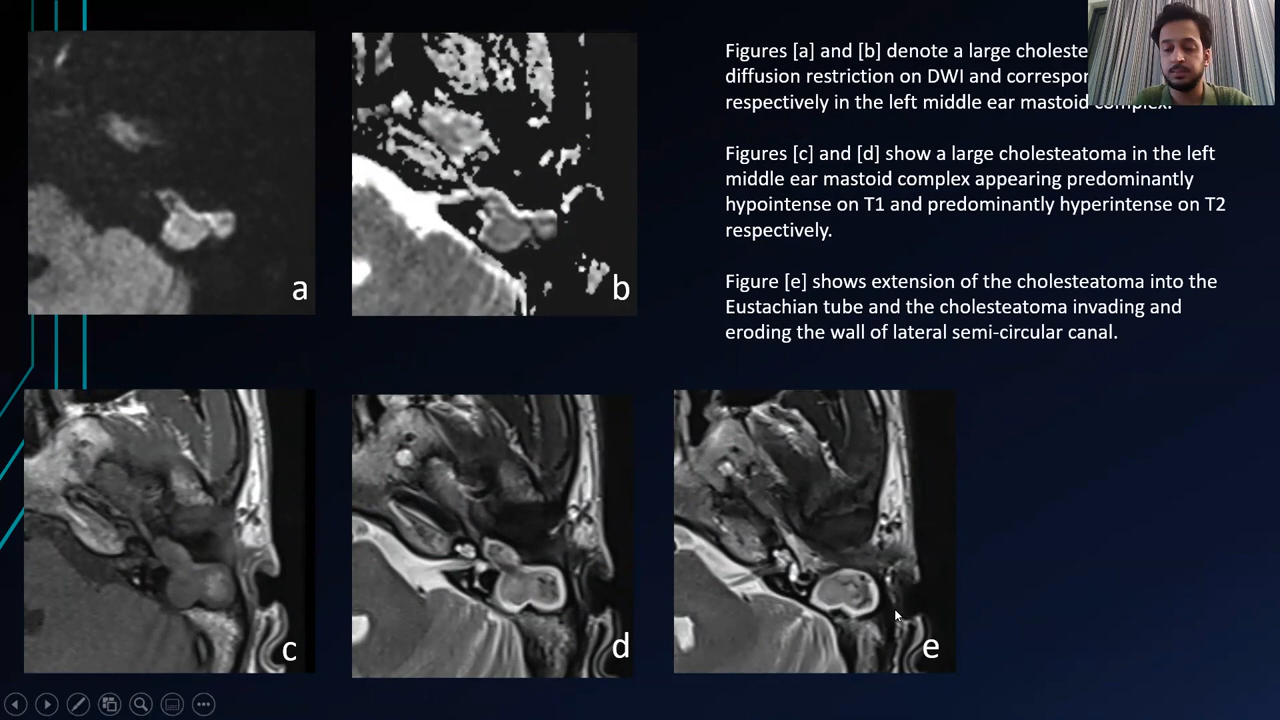 Figures [a] and [b] denote a large
diffusion restriction on DWI and
respectively in the left middle ear mastoid complex.
Figures [c] and [d] show a large cholesteatoma in the left
middle ear mastoid complex appearing predominantly
hypointense on T1 and predominantly hyperintense on T2
respectively.
Figure [e] shows extension of the cholesteatoma into the
Eustachian tube and the cholesteatoma invading and
eroding the wall of lateral semi-circular canal.
a
b
c
d
e